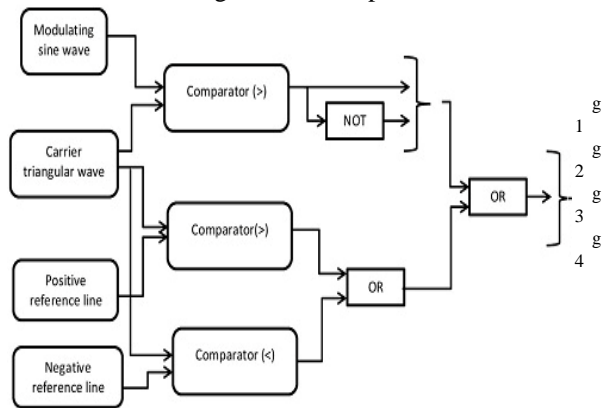 Modulating
sine wave
Comparator (>)
NOT
Carrier
triangular wave
Comparator(>)
OR
OR
Positive
reference line
Comparator (<)
Negative
reference line
g
1
g
2
g
3
g
4